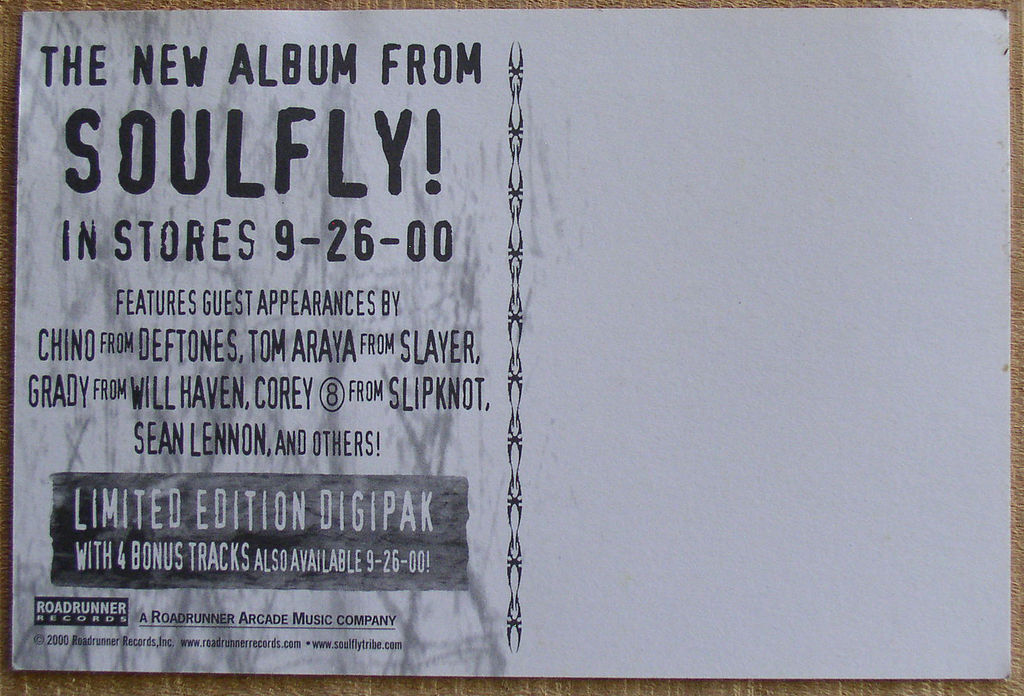 THE NEW ALBUM FROM
SOULFLY!
IN STORES 9-26-00
FEATURES GUEST APPEARANCES BY
CHINO FROM DEFTONES, TOM ARAYA FROM SLAYER,
GRADY FROM WILL HAVEN, COREY ⑧ FROM SLIPKNOT,
SEAN LENNON, AND OTHERS!
LIMITED EDITION DIGIPAK
WITH 4 BONUS TRACKS ALSO AVAILABLE 9-26-00!
ROADRUNNER
RECORDS
A ROADRUNNER ARCADE MUSIC COMPANY
© 2000 Roadrunner Records, Inc. www.roadrunnerrecords.com • www.soulflytribe.com